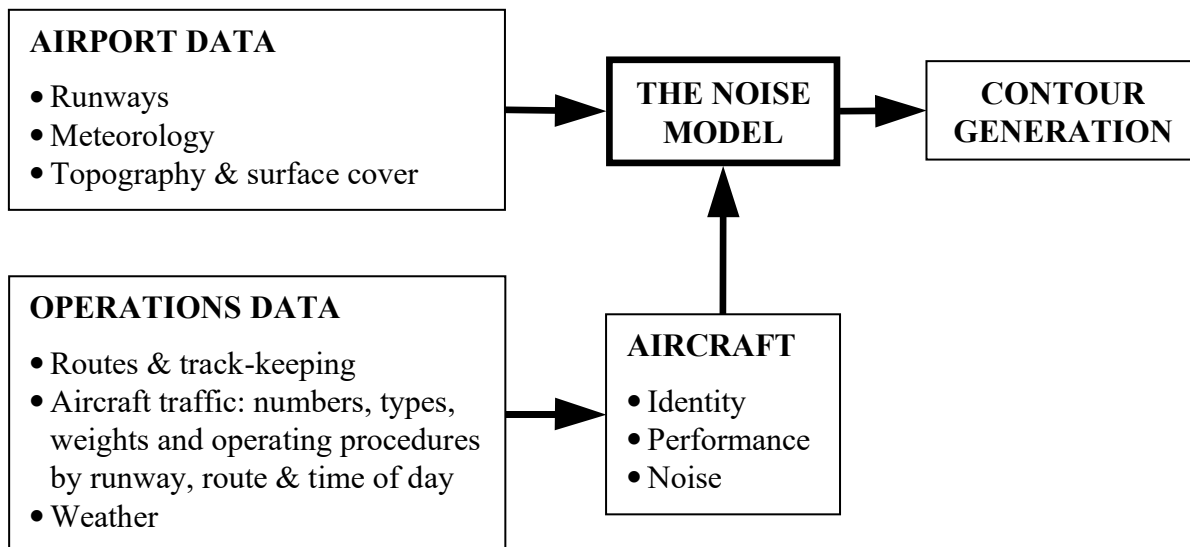 AIRPORT DATA
• Runways
• Meteorology
• Topography & surface cover
THE NOISE
MODEL
CONTOUR
GENERATION
OPERATIONS DATA
• Routes & track-keeping
• Aircraft traffic: numbers, types,
weights and operating procedures
by runway, route & time of day
• Weather
AIRCRAFT
• Identity
• Performance
• Noise